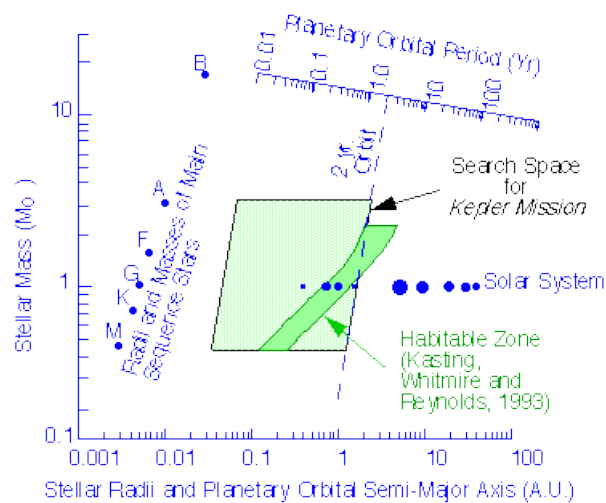 Planetary Orbital Period (Yr)
0.01 0.1 1.0 10 100
B
10
A
F
G
K
M
Radii and Masses of Main
Sequence Stars
2 yr.
Orbit
Search Space
for
Kepler Mission
Stellar Mass (Mo )
1
Solar System
Habitable Zone
(Kasting,
Whitmire and
Reynolds, 1993)
0.1
0.001 0.01 0.1 1 10 100
Stellar Radii and Planetary Orbital Semi-Major Axis (A.U.)